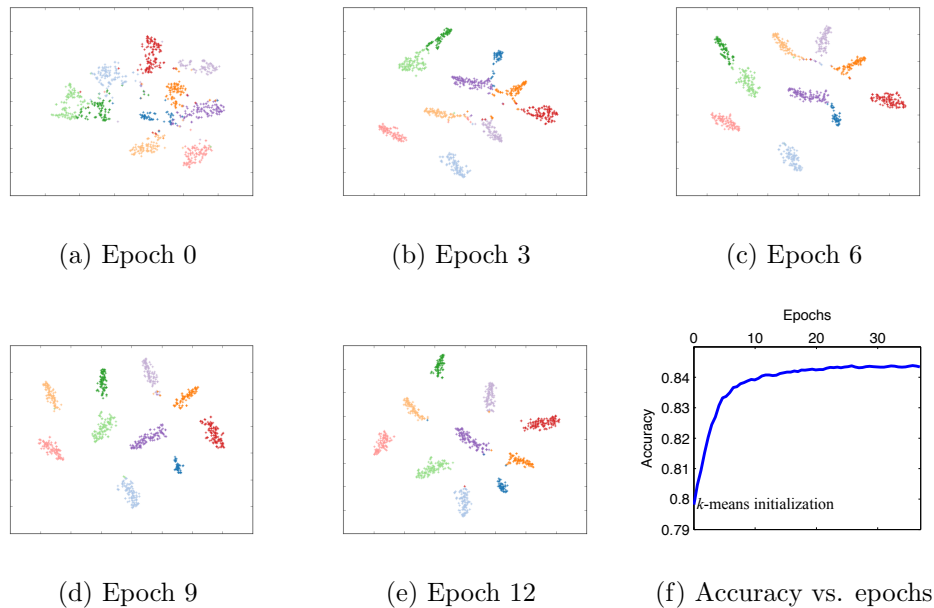 (a) Epoch 0
(b) Epoch 3
(c) Epoch 6
Epochs
0 10 20 30
0.84
0.83
0.82
0.81
0.8
0.79
Accuracy
k-means initialization
(d) Epoch 9
(e) Epoch 12
(f) Accuracy vs. epochs